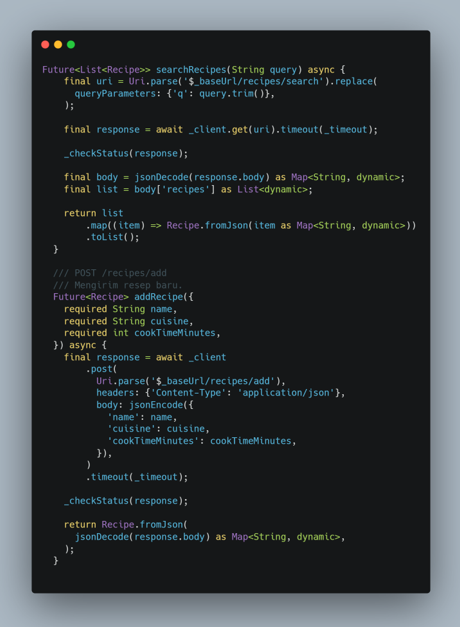 Future<List<Recipe>> searchRecipes(String query) async {
    final uri = Uri.parse('$_baseUrl/recipes/search').replace(
      queryParameters: {'q': query.trim()},
    );

    final response = await _client.get(uri).timeout(_timeout);

    _checkStatus(response);

    final body = jsonDecode(response.body) as Map<String, dynamic>;
    final list = body['recipes'] as List<dynamic>;

    return list
        .map((item) => Recipe.fromJson(item as Map<String, dynamic>))
        .toList();
  }

  /// POST /recipes/add
  /// Mengirim resep baru.
  Future<Recipe> addRecipe({
    required String name,
    required String cuisine,
    required int cookTimeMinutes,
  }) async {
    final response = await _client
        .post(
          Uri.parse('$_baseUrl/recipes/add'),
          headers: {'Content-Type': 'application/json'},
          body: jsonEncode({
            'name': name,
            'cuisine': cuisine,
            'cookTimeMinutes': cookTimeMinutes,
          }),
        )
        .timeout(_timeout);

    _checkStatus(response);

    return Recipe.fromJson(
      jsonDecode(response.body) as Map<String, dynamic>,
    );
  }